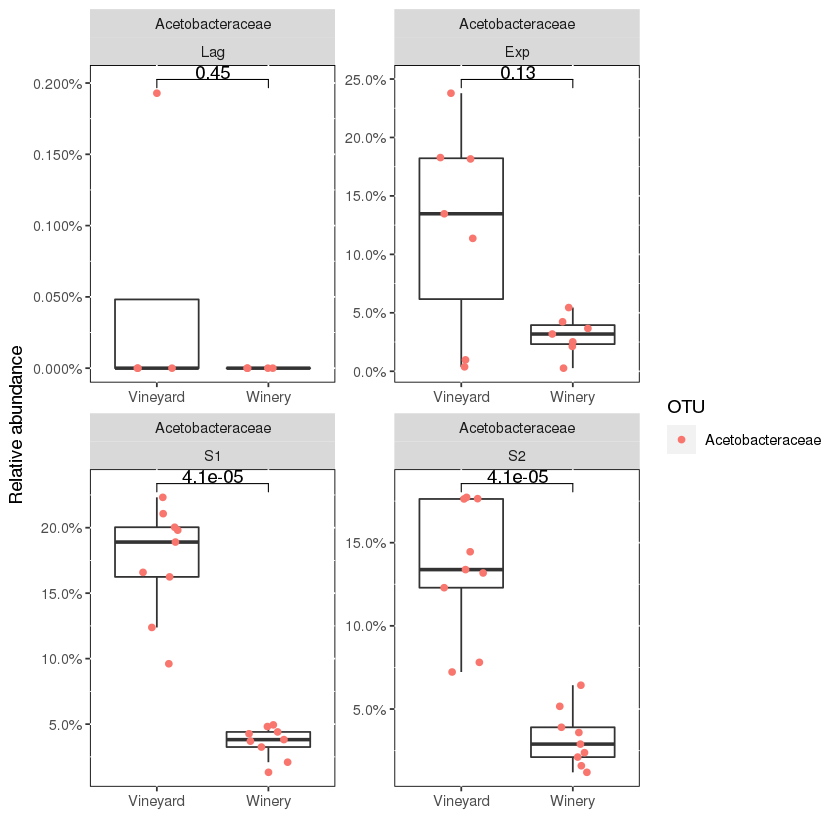 Acetobacteraceae
Lag
0.45
0.200%
0.150%
0.100%
0.050%
0.000%
Vineyard Winery
Acetobacteraceae
Exp
0.13
25.0%
20.0%
15.0%
10.0%
5.0%
0.0%
Vineyard Winery
Relative abundance
Acetobacteraceae
S1
4.1e-05
20.0%
15.0%
10.0%
5.0%
Vineyard Winery
Acetobacteraceae
S2
4.1e-05
15.0%
10.0%
5.0%
Vineyard Winery
OTU
Acetobacteraceae